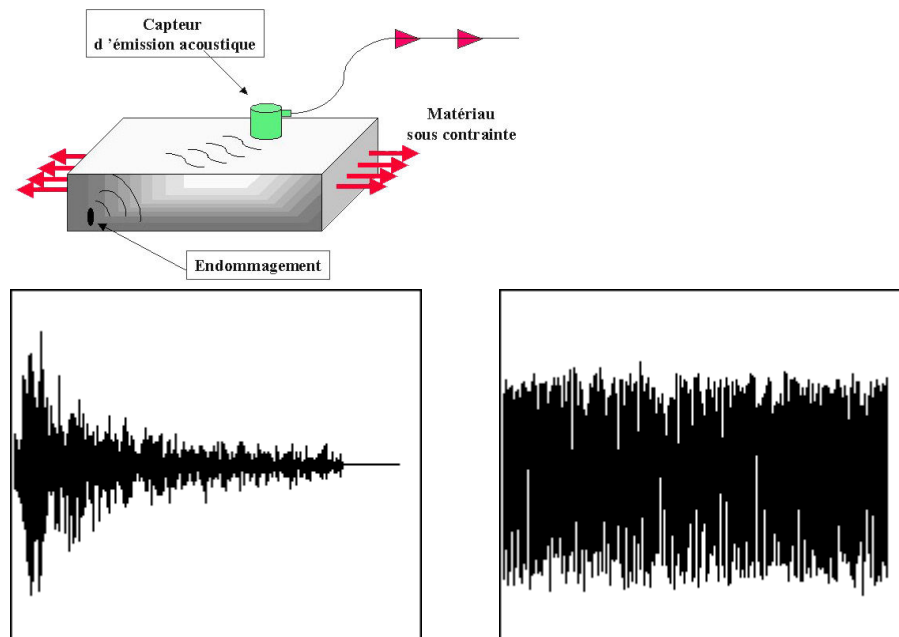 Capteur
d ’émission acoustique
Matériau
sous contrainte
Endommagement